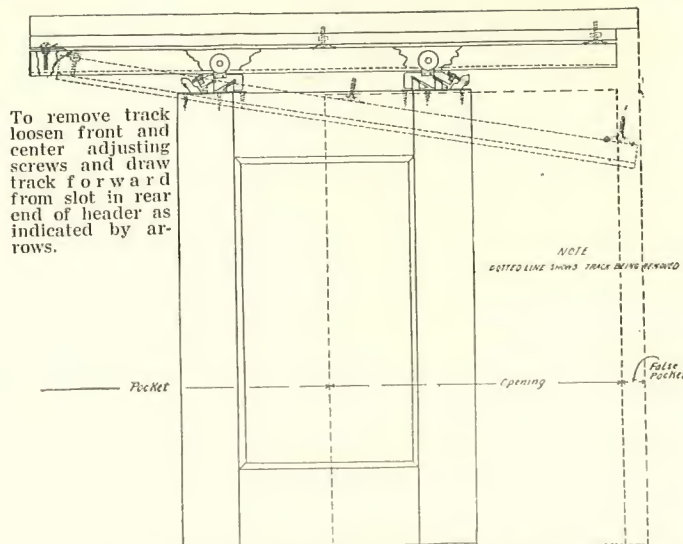 To remove track
loosen front and
center adjusting
screws and draw
track forward
from slot in rear
end of header as
indicated by ar-
rows.
NOTE
DOTTED LINE SHOWS TRACK BEING REMOVED
Pocket
Opening
False
Pocket